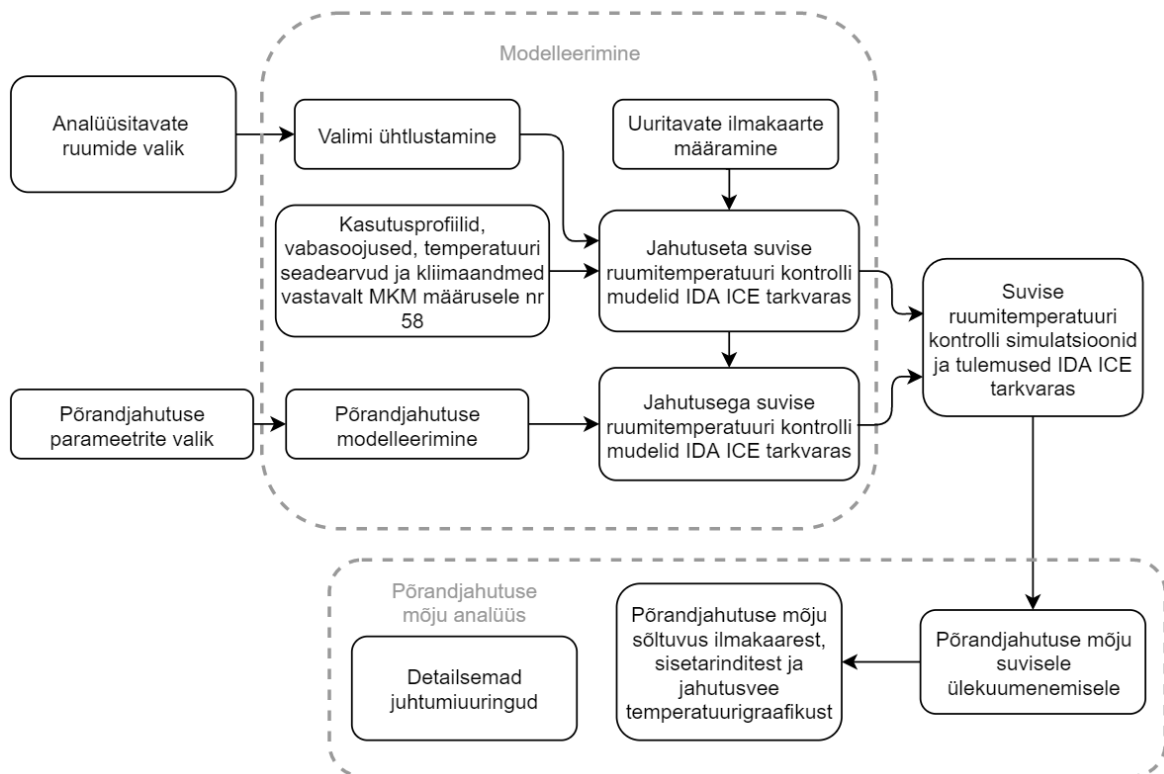 Modelleerimine
Analüüsitavate
ruumide valik
Valimi ühtlustamine
Uuritavate ilmakaarte
määramine
Kasutusprofiilid,
vabasoojused, temperatuuri
seadearvud ja kliimaandmed
vastavalt MKM määrusele nr
58
Jahutuseta suvise
ruumitemperatuuri kontrolli
mudelid IDA ICE tarkvaras
Suvise
ruumitemperatuuri
kontrolli simulatsioonid
ja tulemused IDA ICE
tarkvaras
Põrandjahutuse
parameetrite valik
Põrandjahutuse
modelleerimine
Jahutusega suvise
ruumitemperatuuri kontrolli
mudelid IDA ICE tarkvaras
Põrandjahutuse
mõju analüüs
Detailsemad
juhtumiuuringud
Põrandjahutuse mõju
sõltuvus ilmakaarest,
sisetarinditest ja
jahutusvee
temperatuurigraafikust
Põrandjahutuse mõju
suvisele
ülekuumenemisele